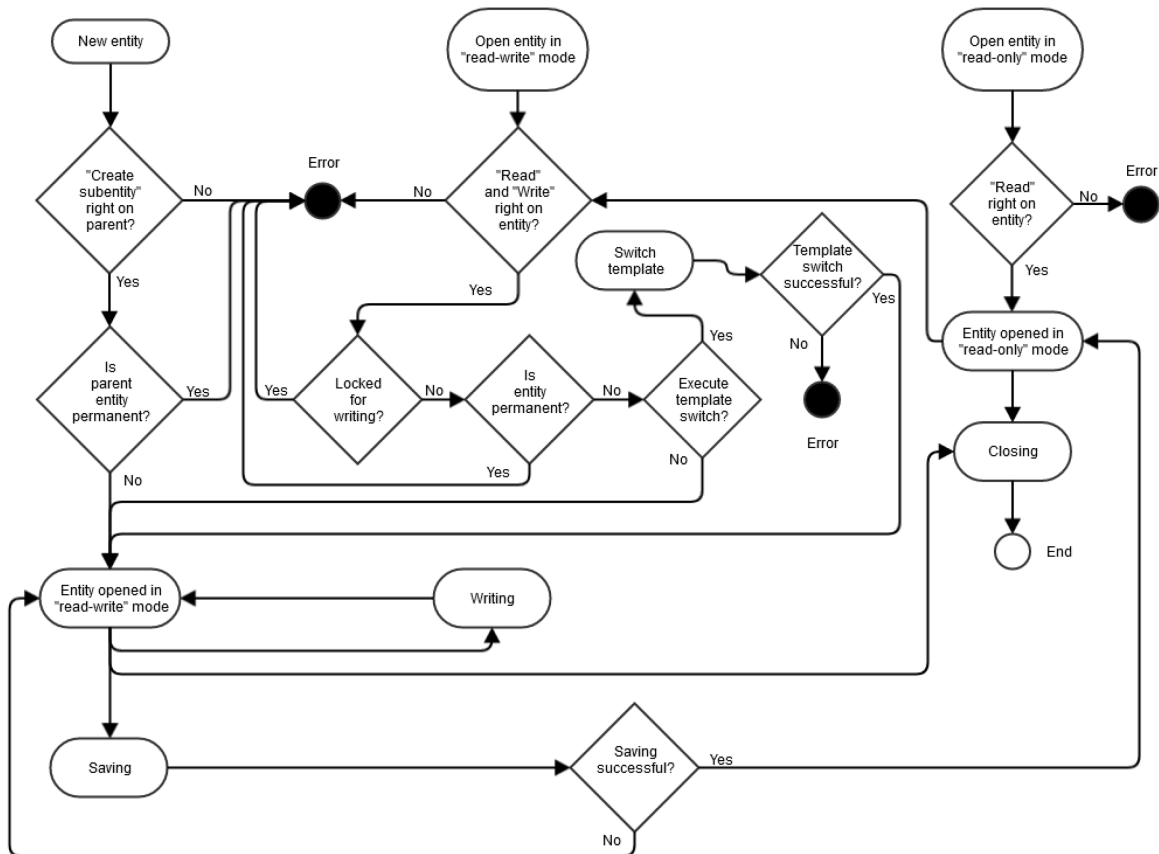 New entity
Open entity in
"read-write" mode
Open entity in
"read-only" mode
"Create
subentity"
right on
parent?
No
Error
No
"Read"
and "Write"
right on
entity?
"Read"
right on
entity?
No
Error
Yes
Yes
Yes
Switch
template
Template
switch
successful?
Yes
No
Error
Is
parent
entity
permanent?
Yes
No
Yes
Locked
for
writing?
No
Is
entity
permanent?
No
Yes
Execute
template
switch?
Yes
No
Entity opened in
"read-only" mode
Closing
End
Entity opened in
"read-write" mode
Writing
Saving
Saving
successful?
Yes
No